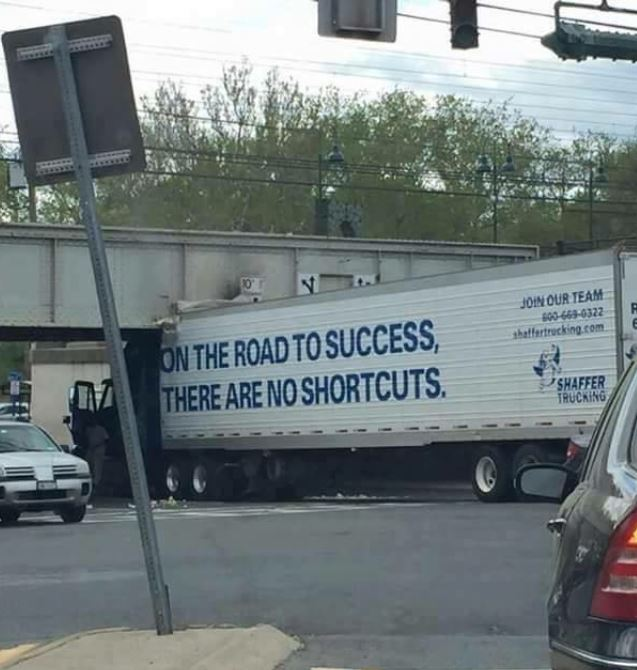 10'
ON THE ROAD TO SUCCESS,
THERE ARE NO SHORTCUTS.
JOIN OUR TEAM
800-669-0322
shaffertrucking.com
SHAFFER
TRUCKING